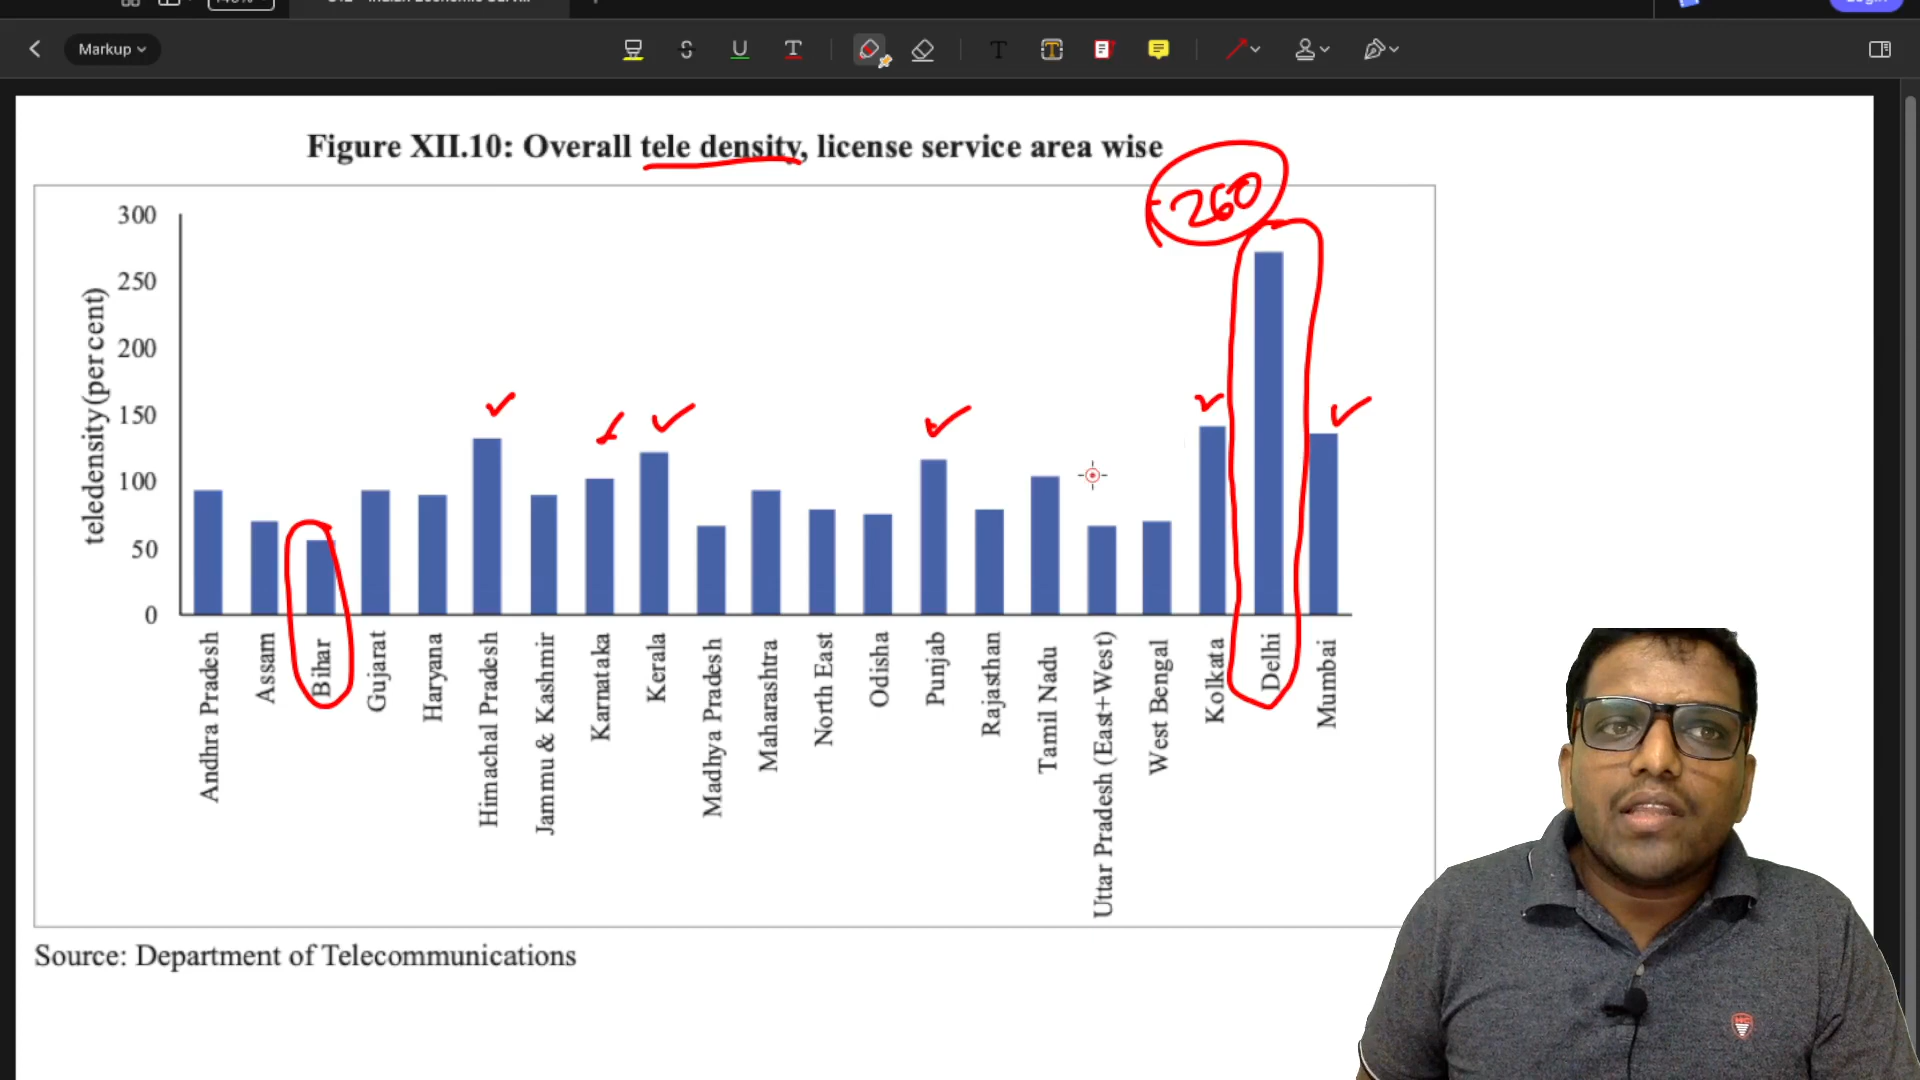 Markup
Figure XII.10: Overall tele density, license service area wise
260
300
250
200
150
100
50
0
teledensity(per cent)
Andhra Pradesh
Assam
Bihar
Gujarat
Haryana
Himachal Pradesh
Jammu & Kashmir
Karnataka
Kerala
Madhya Pradesh
Maharashtra
North East
Odisha
Punjab
Rajasthan
Tamil Nadu
Uttar Pradesh (East+West)
West Bengal
Kolkata
Delhi
Mumbai
Source: Department of Telecommunications